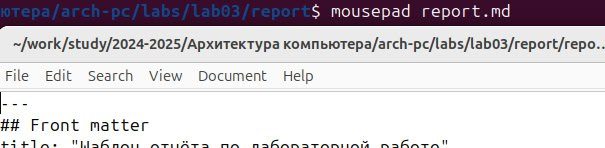 ютера/arch-pc/labs/lab03/report$ mousepad report.md
~/work/study/2024-2025/Архитектура компьютера/arch-pc/labs/lab03/report/repo…
File Edit Search View Document Help
---
## Front matter
title: "Шаблон отчёта по лабораторной работе"